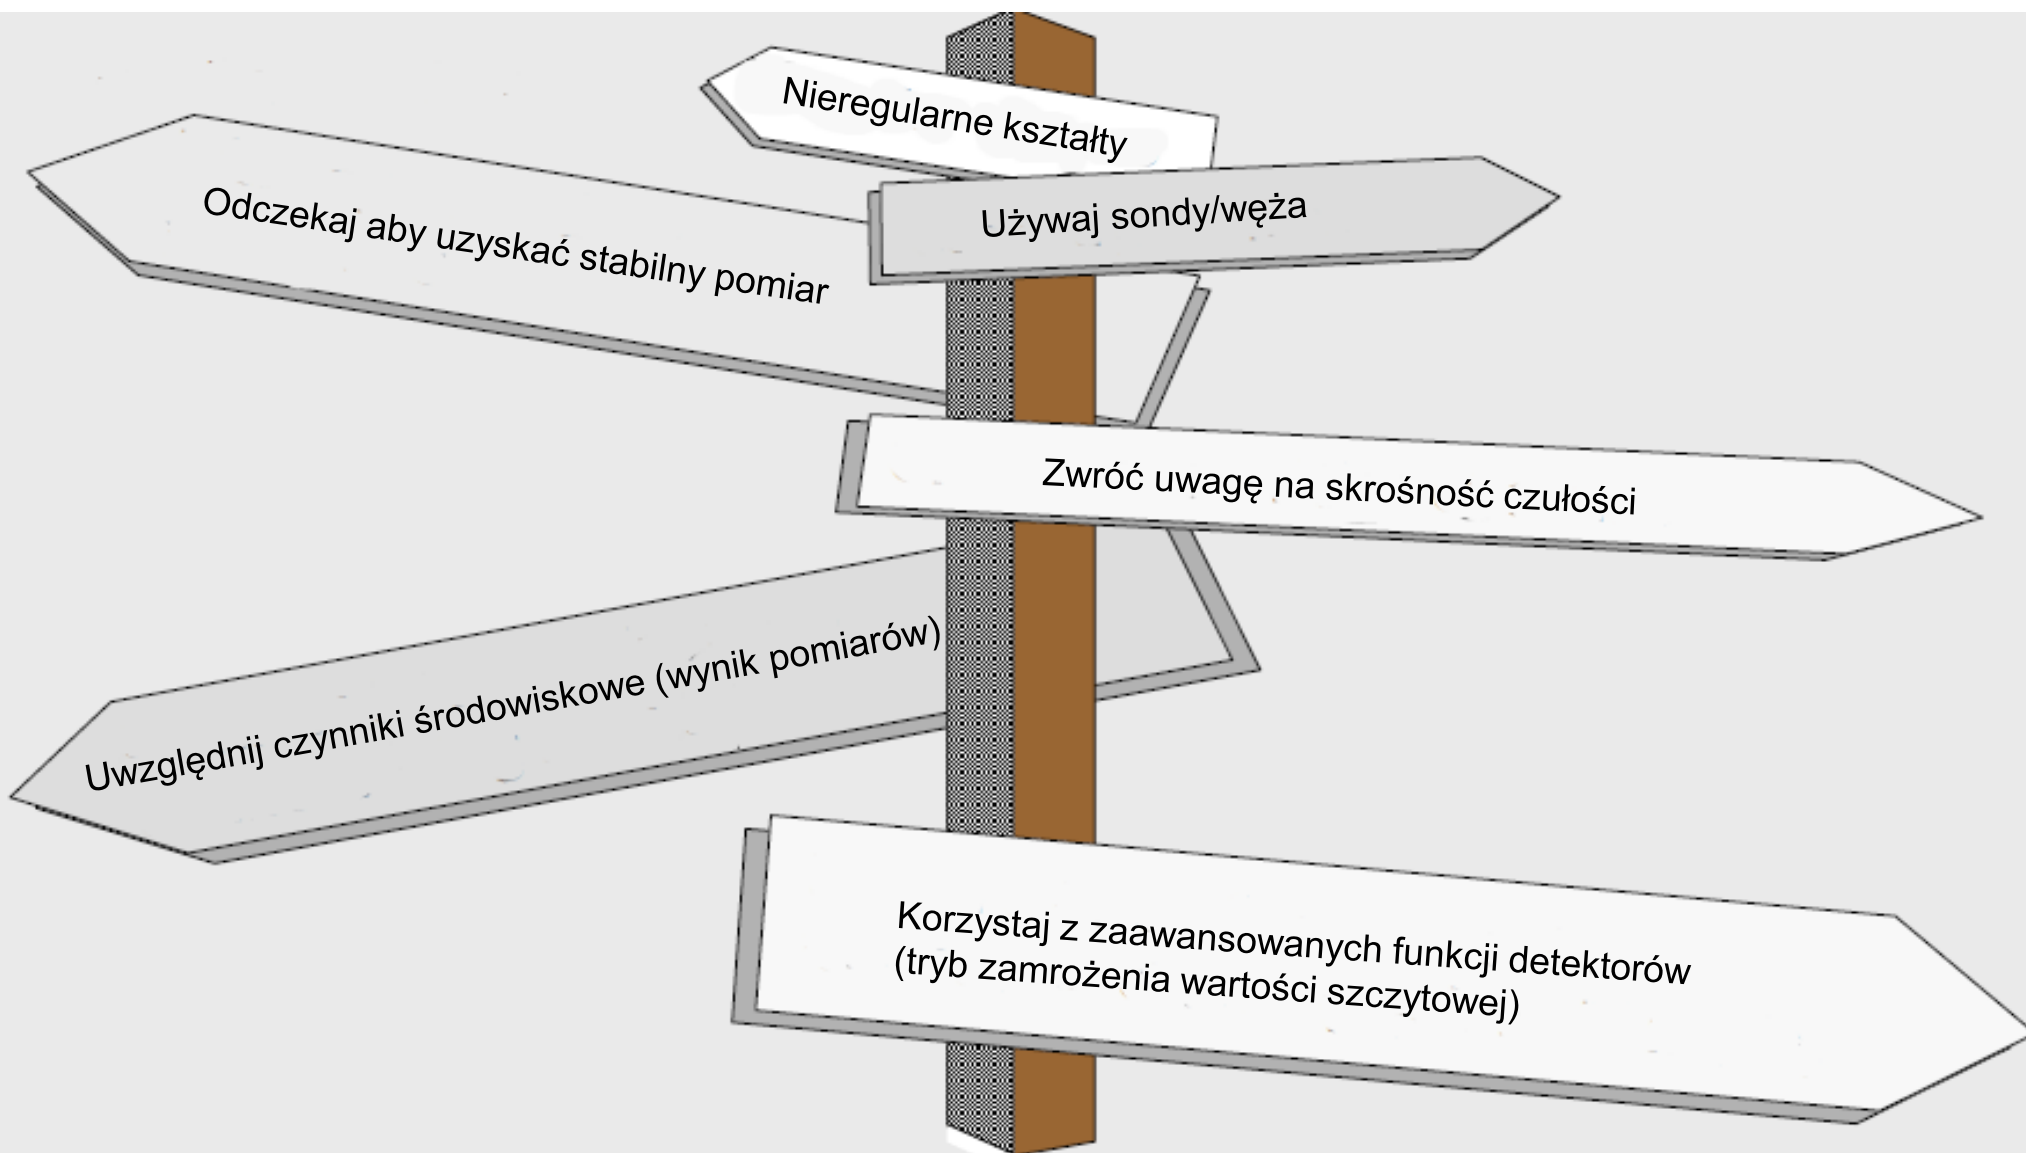 Nieregularne kształty
Używaj sondy/węża
Odczekaj aby uzyskać stabilny pomiar
Zwróć uwagę na skrośność czułości
Uwzględnij czynniki środowiskowe (wynik pomiarów)
Korzystaj z zaawansowanych funkcji detektorów
(tryb zamrożenia wartości szczytowej)